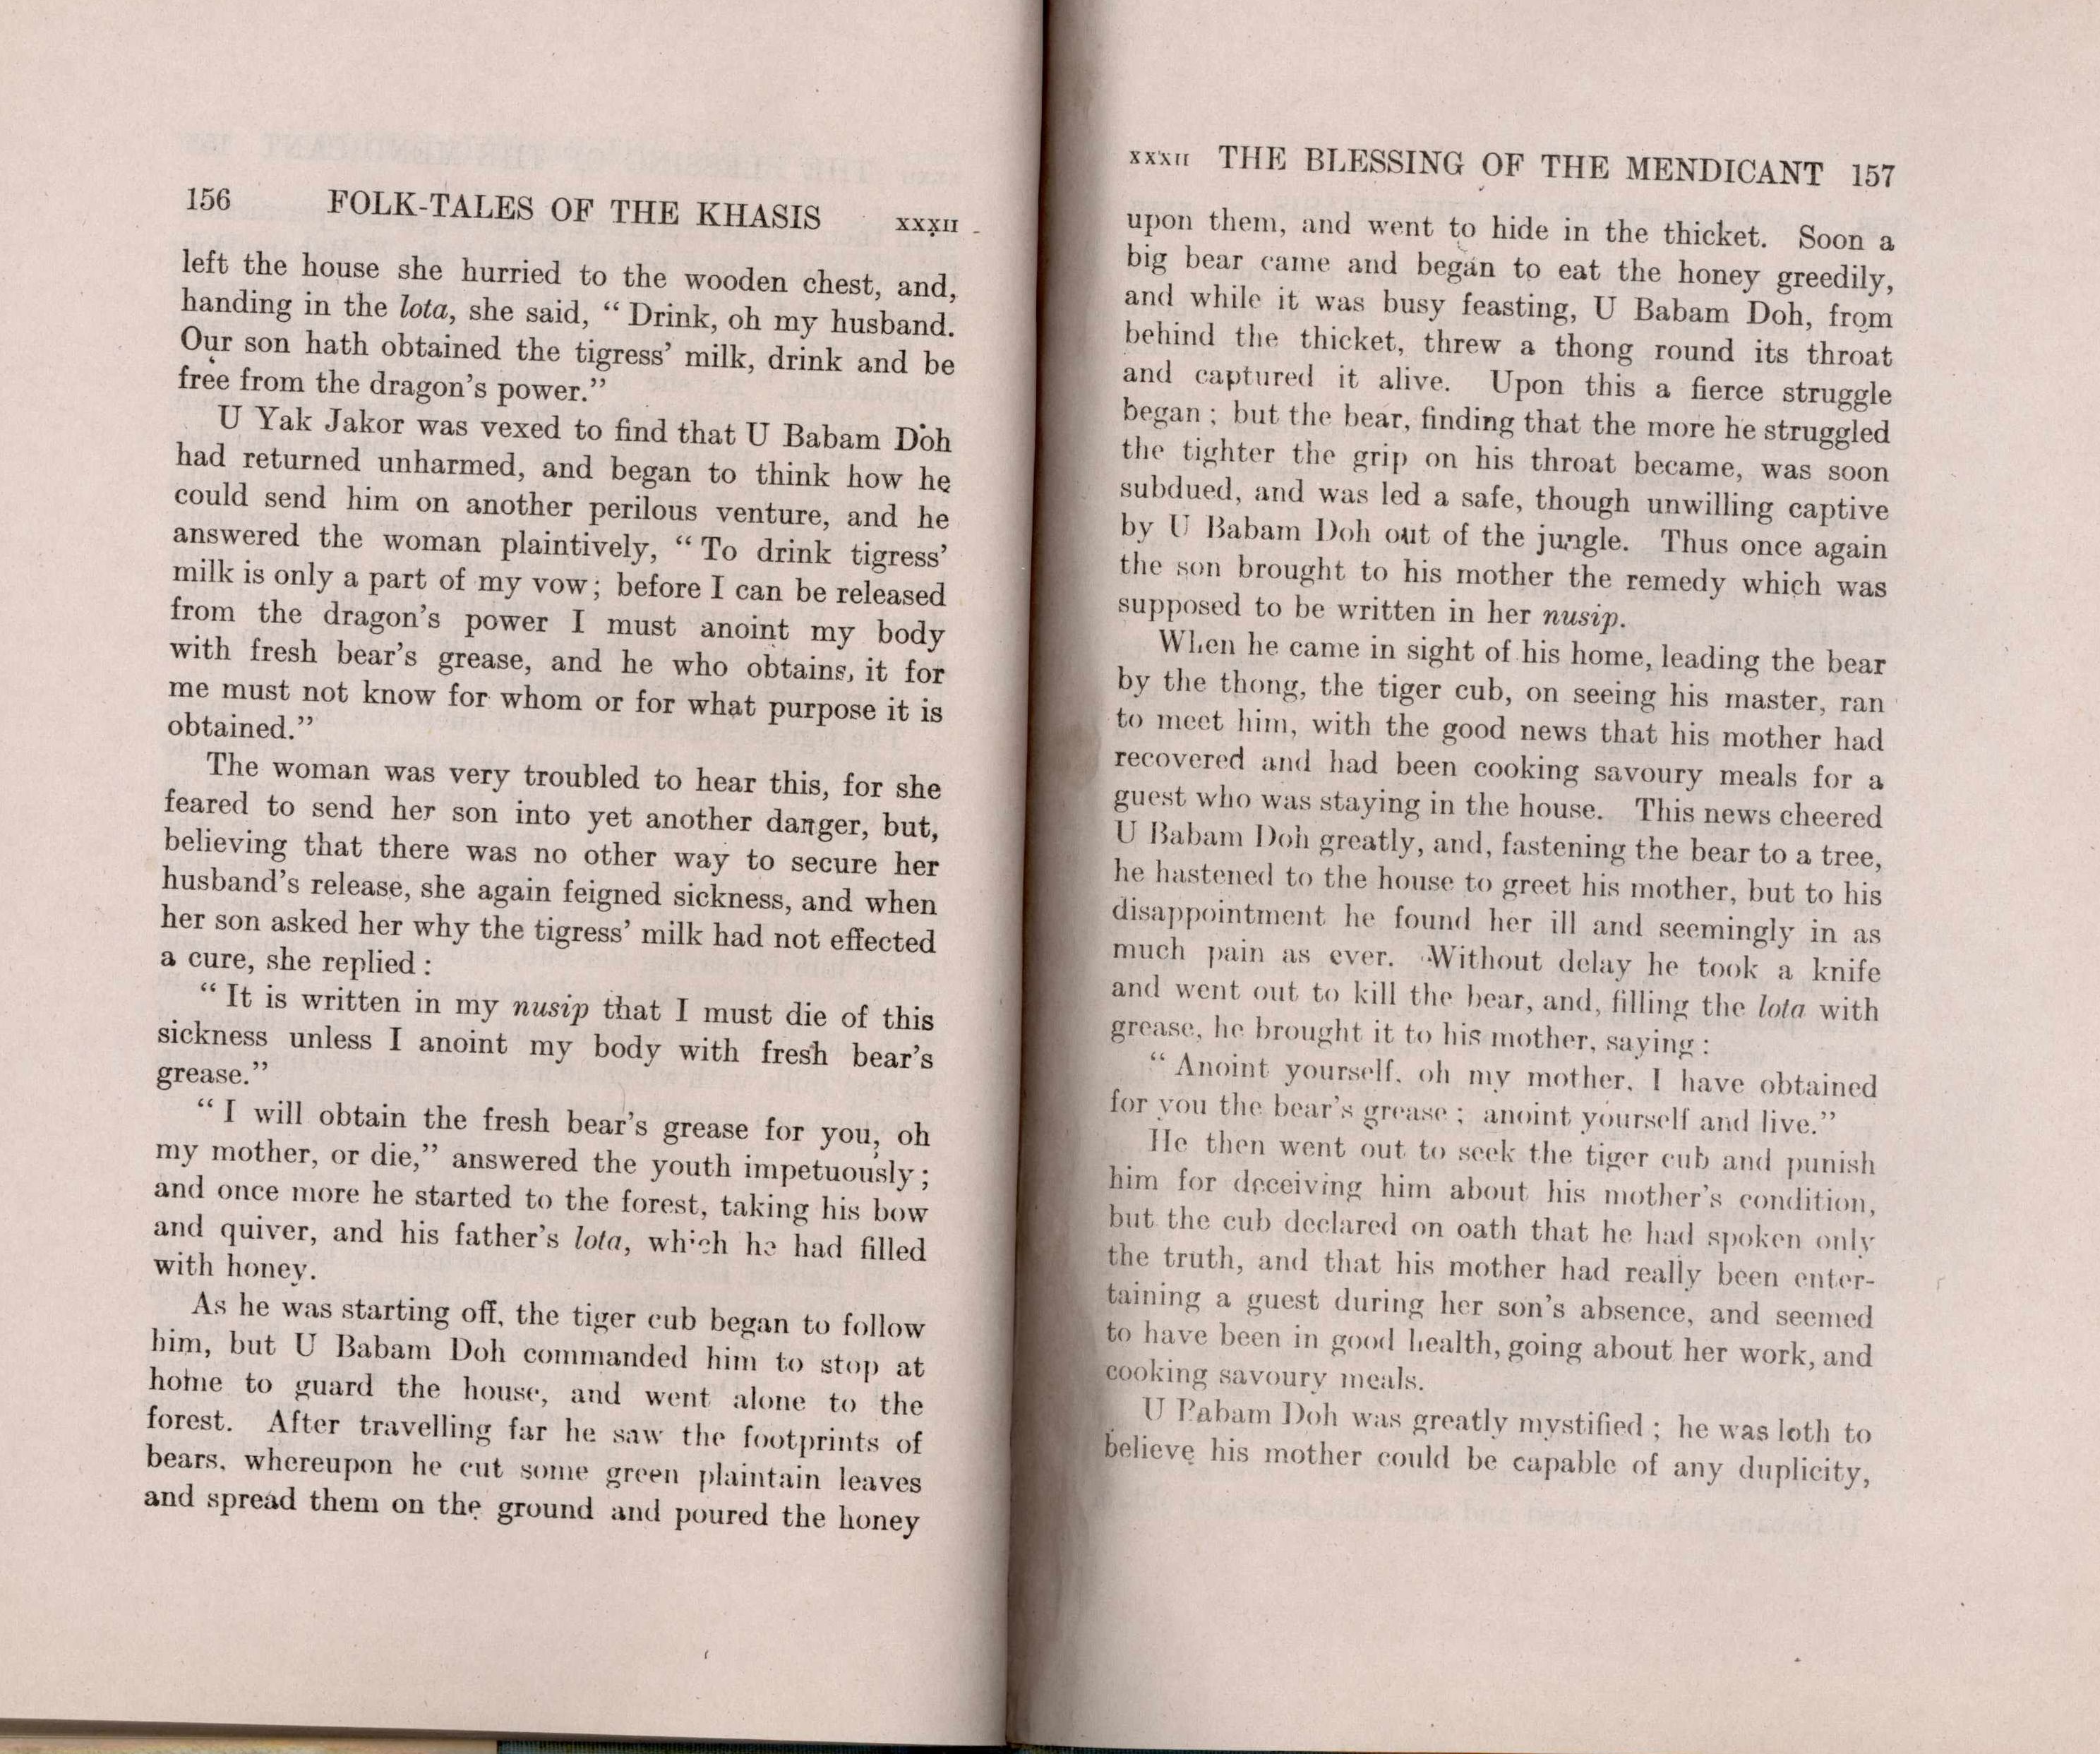 156 FOLK-TALES OF THE KHASIS XXXII
left the house she hurried to the wooden chest, and,
handing in the lota, she said, “ Drink, oh my husband.
Our son hath obtained the tigress’ milk, drink and be
free from the dragon’s power.”
U Yak Jakor was vexed to find that U Babam Doh
had returned unharmed, and began to think how he
could send him on another perilous venture, and he
answered the woman plaintively, “ To drink tigress’
milk is only a part of my vow ; before I can be released
from the dragon’s power I must anoint my body
with fresh bear’s grease, and he who obtains, it for
me must not know for whom or for what purpose it is
obtained.”
The woman was very troubled to hear this, for she
feared to send her son into yet another danger, but,
believing that there was no other way to secure her
husband’s release, she again feigned sickness, and when
her son asked her why the tigress’ milk had not effected
a cure, she replied :
“ It is written in my nusip that I must die of this
sickness unless I anoint my body with fresh bear’s
grease.”
“ I will obtain the fresh bear’s grease for you, oh
my mother, or die,” answered the youth impetuously ;
and once more he started to the forest, taking his bow
and quiver, and his father’s lota, which he had filled
with honey.
As he was starting off, the tiger cub began to follow
him, but U Babam Doh commanded him to stop at
home to guard the house, and went alone to the
forest. After travelling far he saw the footprints of
bears, whereupon he cut some green plaintain leaves
and spread them on the ground and poured the honey
XXXII THE BLESSING OF THE MENDICANT 157
upon them, and went to hide in the thicket. Soon a
big bear came and began to eat the honey greedily,
and while it was busy feasting, U Babam Doh, from
behind the thicket, threw a thong round its throat
and captured it alive. Upon this a fierce struggle
began ; but the bear, finding that the more he struggled
the tighter the grip on his throat became, was soon
subdued, and was led a safe, though unwilling captive
by U Babam Doh out of the jungle. Thus once again
the son brought to his mother the remedy which was
supposed to be written in her nusip.
When he came in sight of his home, leading the bear
by the thong, the tiger cub, on seeing his master, ran
to meet him, with the good news that his mother had
recovered and had been cooking savoury meals for a
guest who was staying in the house. This news cheered
U Babam Doh greatly, and, fastening the bear to a tree,
he hastened to the house to greet his mother, but to his
disappointment he found her ill and seemingly in as
much pain as ever. Without delay he took a knife
and went out to kill the bear, and, filling the lota with
grease, he brought it to his mother, saying :
“ Anoint yourself, oh my mother, I have obtained
for you the bear’s grease ; anoint yourself and live.”
He then went out to seek the tiger cub and punish
him for deceiving him about his mother’s condition,
but the cub declared on oath that he had spoken only
the truth, and that his mother had really been enter-
taining a guest during her son’s absence, and seemed
to have been in good health, going about her work, and
cooking savoury meals.
U Babam Doh was greatly mystified ; he was loth to
believe his mother could be capable of any duplicity,